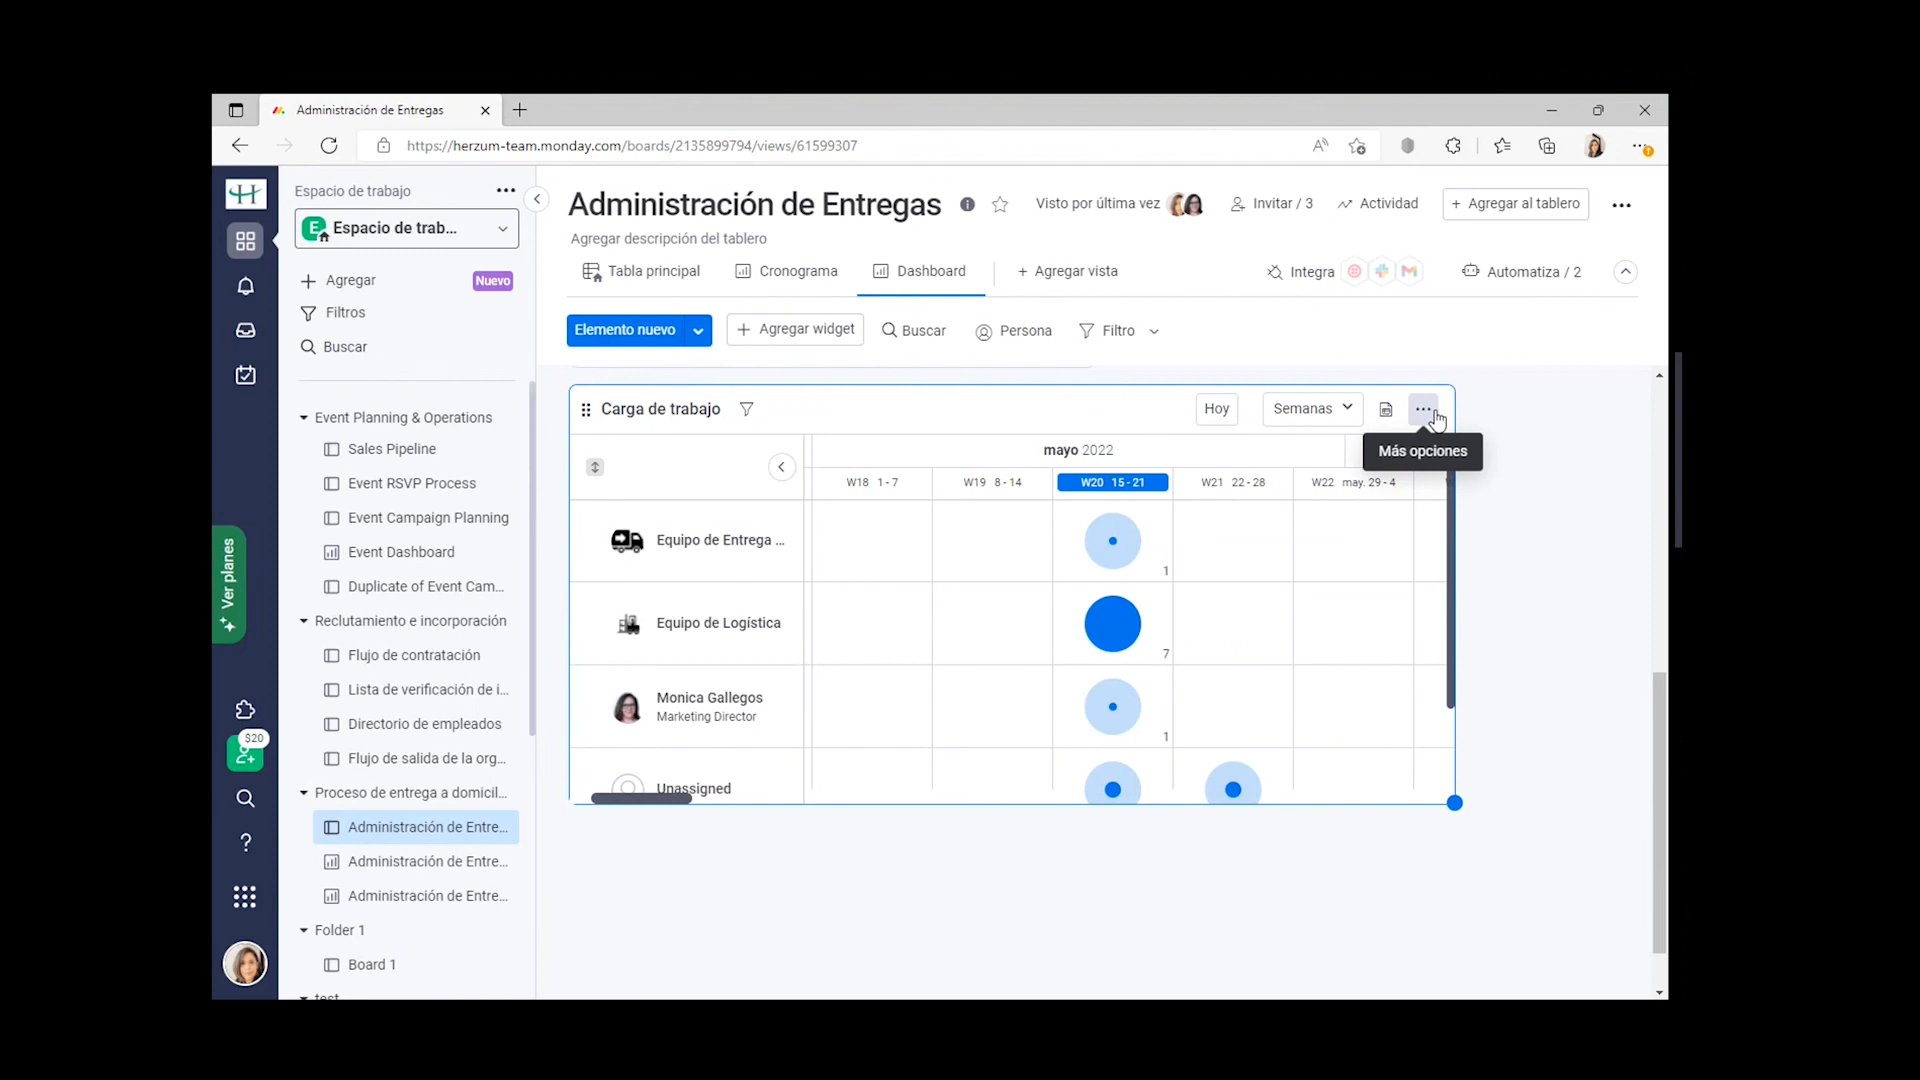 Administración de Entregas
https://herzum-team.monday.com/boards/2135899794/views/61599307
Espacio de trabajo
E
Espacio de trab...
Agregar
Nuevo
Filtros
Buscar
Event Planning & Operations
Sales Pipeline
Event RSVP Process
Event Campaign Planning
Event Dashboard
Duplicate of Event Cam...
Reclutamiento e incorporación
Flujo de contratación
Lista de verificación de i...
Directorio de empleados
Flujo de salida de la org...
Proceso de entrega a domicil...
Administración de Entre...
Administración de Entre...
Administración de Entre...
Folder 1
Board 1
test
Ver planes
$20
Administración de Entregas
Visto por última vez
Invitar / 3
Actividad
+ Agregar al tablero
Agregar descripción del tablero
Tabla principal
Cronograma
Dashboard
+ Agregar vista
Integra
Automatiza / 2
Elemento nuevo
+ Agregar widget
Buscar
Persona
Filtro
Carga de trabajo
Hoy
Semanas
Más opciones
mayo 2022
W18 1 - 7
W19 8 - 14
W20 15 - 21
W21 22 - 28
W22 may. 29 - 4
Equipo de Entrega ...
1
Equipo de Logística
7
Monica Gallegos
Marketing Director
1
Unassigned